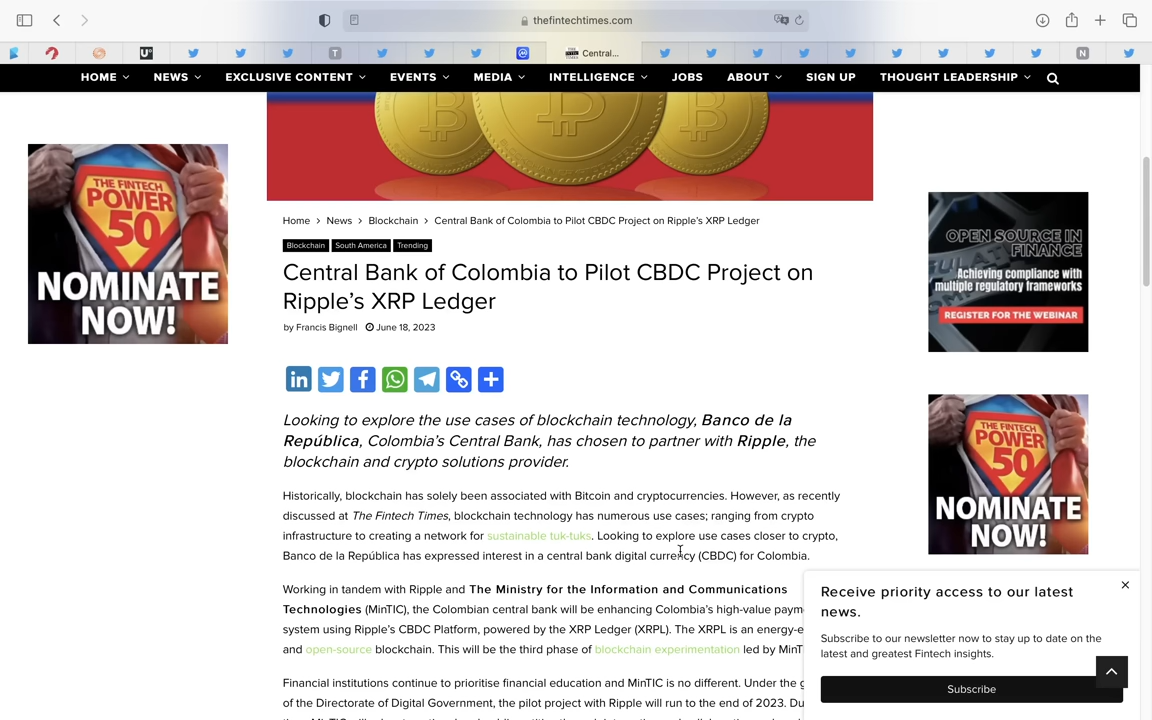 thefintechtimes.com
Central...
HOME NEWS EXCLUSIVE CONTENT EVENTS MEDIA INTELLIGENCE JOBS ABOUT SIGN UP THOUGHT LEADERSHIP
THE FINTECH
POWER
50
NOMINATE
NOW!
Home > News > Blockchain > Central Bank of Colombia to Pilot CBDC Project on Ripple's XRP Ledger
Blockchain South America Trending
Central Bank of Colombia to Pilot CBDC Project on
Ripple's XRP Ledger
by Francis Bignell June 18, 2023
Looking to explore the use cases of blockchain technology, Banco de la
República, Colombia's Central Bank, has chosen to partner with Ripple, the
blockchain and crypto solutions provider.
Historically, blockchain has solely been associated with Bitcoin and cryptocurrencies. However, as recently
discussed at The Fintech Times, blockchain technology has numerous use cases; ranging from crypto
infrastructure to creating a network for sustainable tuk-tuks. Looking to explore use cases closer to crypto,
Banco de la República has expressed interest in a central bank digital currency (CBDC) for Colombia.
Working in tandem with Ripple and The Ministry for the Information and Communications
Technologies (MinTIC), the Colombian central bank will be enhancing Colombia's high-value paym
system using Ripple's CBDC Platform, powered by the XRP Ledger (XRPL). The XRPL is an energy-e
and open-source blockchain. This will be the third phase of blockchain experimentation led by MinT
Financial institutions continue to prioritise financial education and MinTIC is no different. Under the g
of the Directorate of Digital Government, the pilot project with Ripple will run to the end of 2023. Du
OPEN SOURCE IN
FINANCE
Achieving compliance with
multiple regulatory frameworks
REGISTER FOR THE WEBINAR
THE FINTECH
POWER
50
NOMINATE
NOW!
Receive priority access to our latest
news.
Subscribe to our newsletter now to stay up to date on the
latest and greatest Fintech insights.
Subscribe